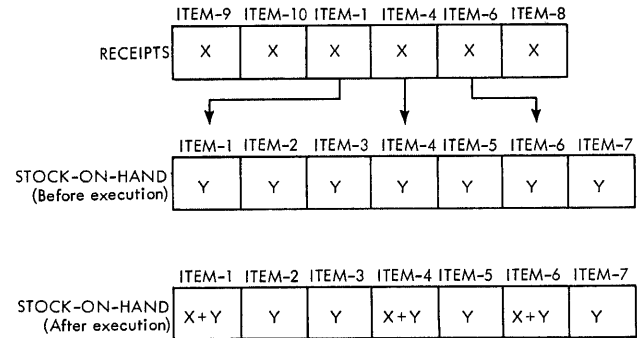 ITEM-9 ITEM-10 ITEM-1 ITEM-4 ITEM-6 ITEM-8
RECEIPTS X X X X X X
ITEM-1 ITEM-2 ITEM-3 ITEM-4 ITEM-5 ITEM-6 ITEM-7
STOCK-ON-HAND
(Before execution) Y Y Y Y Y Y Y
ITEM-1 ITEM-2 ITEM-3 ITEM-4 ITEM-5 ITEM-6 ITEM-7
STOCK-ON-HAND
(After execution) X+Y Y Y X+Y Y X+Y Y